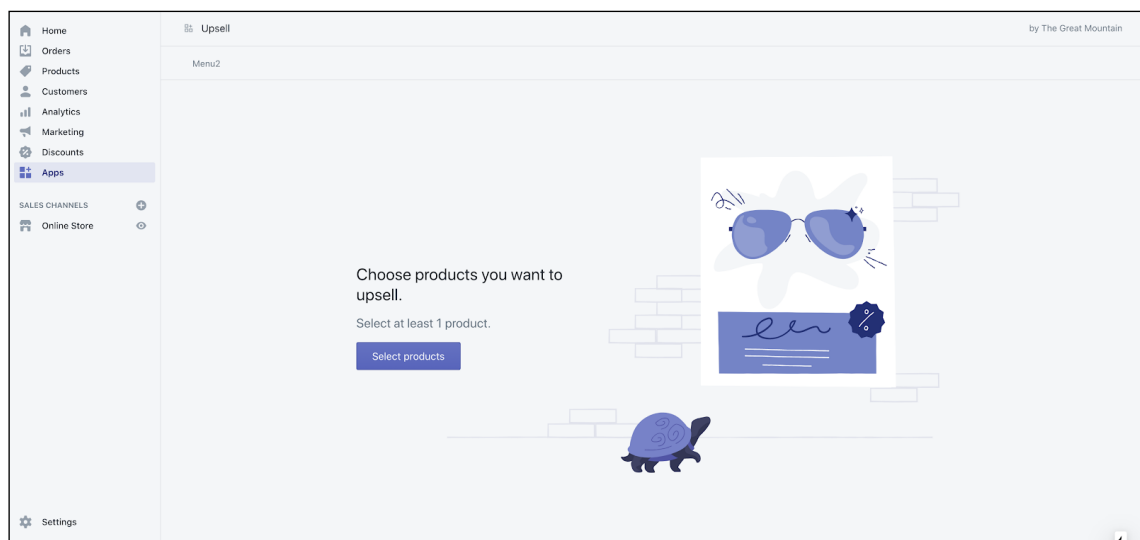 Home
Orders
Products
Customers
Analytics
Marketing
Discounts
Apps
SALES CHANNELS
Online Store
Settings
Upsell
by The Great Mountain
Menu2
Choose products you want to
upsell.
Select at least 1 product.
Select products
%